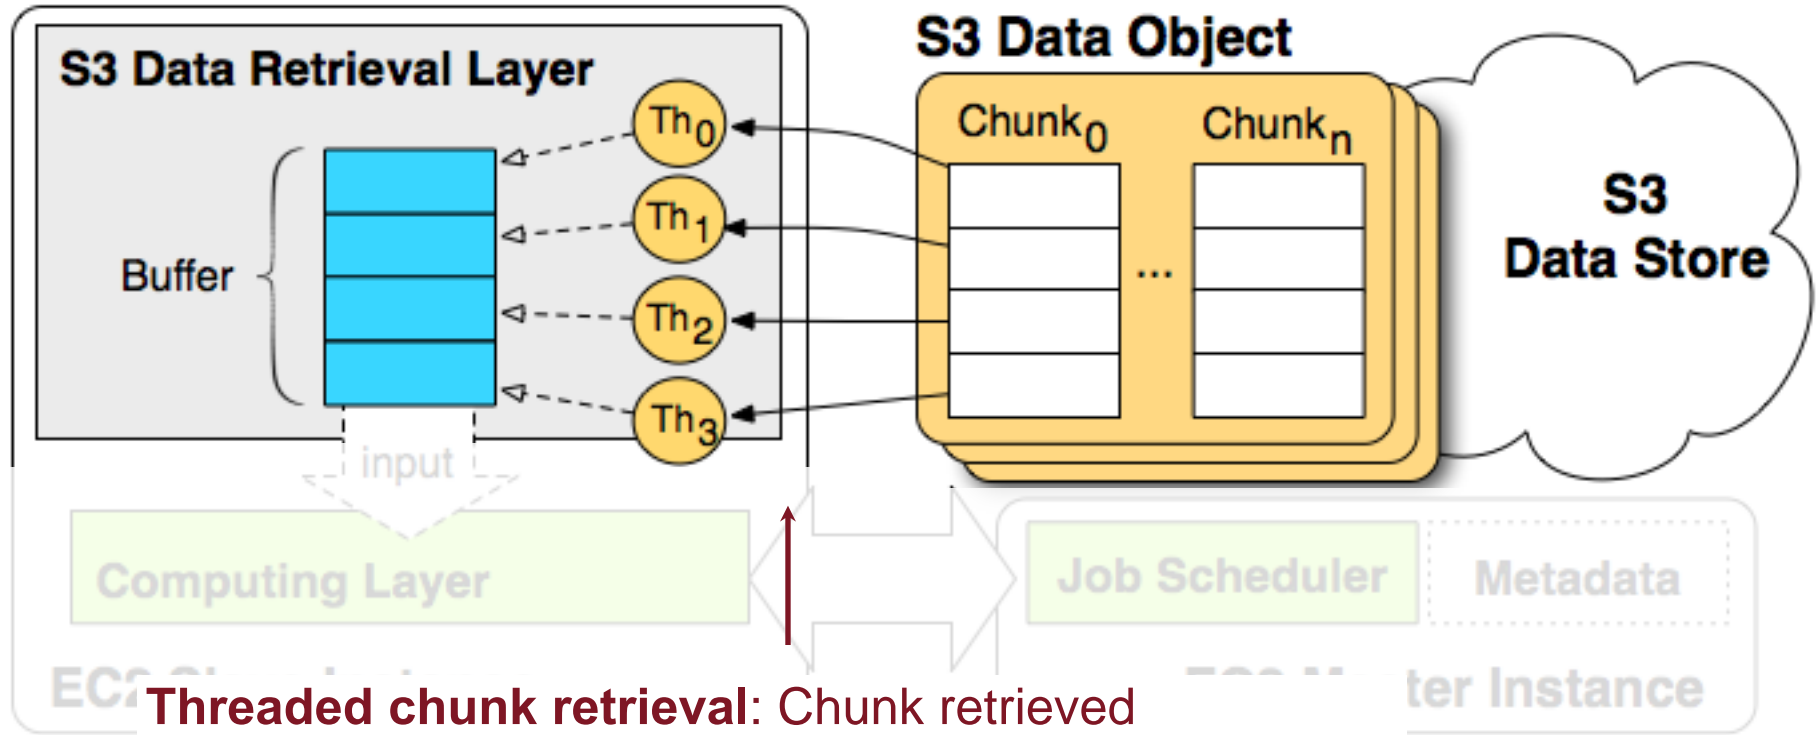 S3 Data Retrieval Layer
S3 Data Object
Th0
Th1
Th2
Th3
Buffer
Chunk0
Chunkn
...
S3
Data Store
input
Computing Layer
Job Scheduler
Metadata
ter Instance
Threaded chunk retrieval: Chunk retrieved